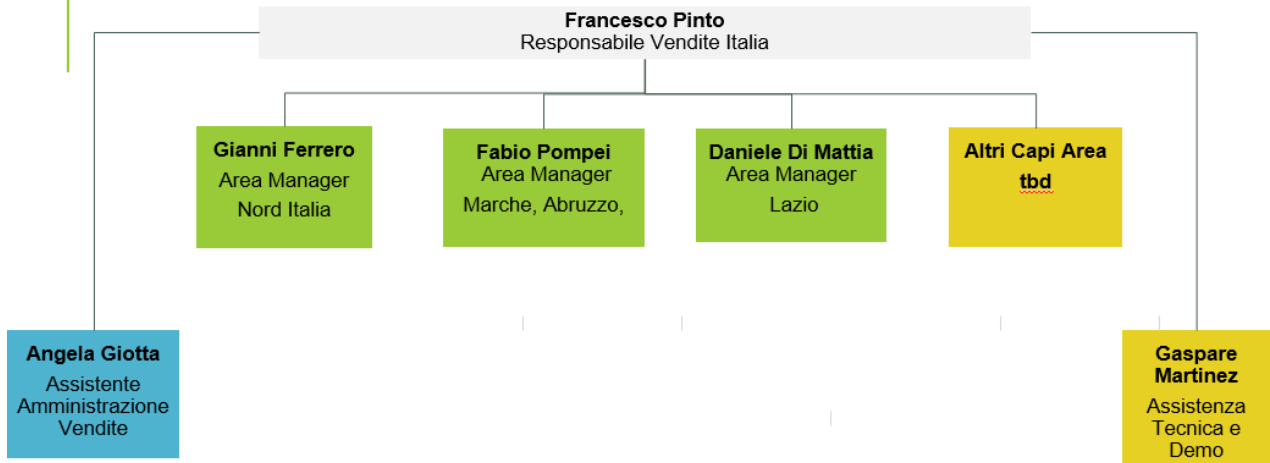 Francesco Pinto
Responsabile Vendite Italia
Gianni Ferrero
Area Manager
Nord Italia
Fabio Pompei
Area Manager
Marche, Abruzzo,
Daniele Di Mattia
Area Manager
Lazio
Altri Capi Area
tbd
Angela Giotta
Assistente
Amministrazione
Vendite
Gaspare
Martinez
Assistenza
Tecnica e
Demo